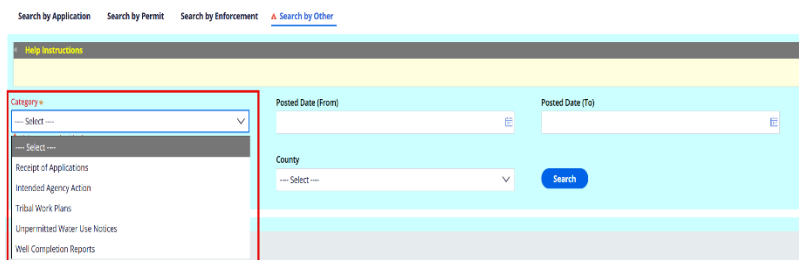 Search by Application Search by Permit Search by Enforcement Search by Other
Help Instructions
Category Posted Date (From) Posted Date (To)
---- Select ----
---- Select ----
Receipt of Applications County
Intended Agency Action ---- Select ---- Search
Tribal Work Plans
Unpermitted Water Use Notices
Well Completion Reports